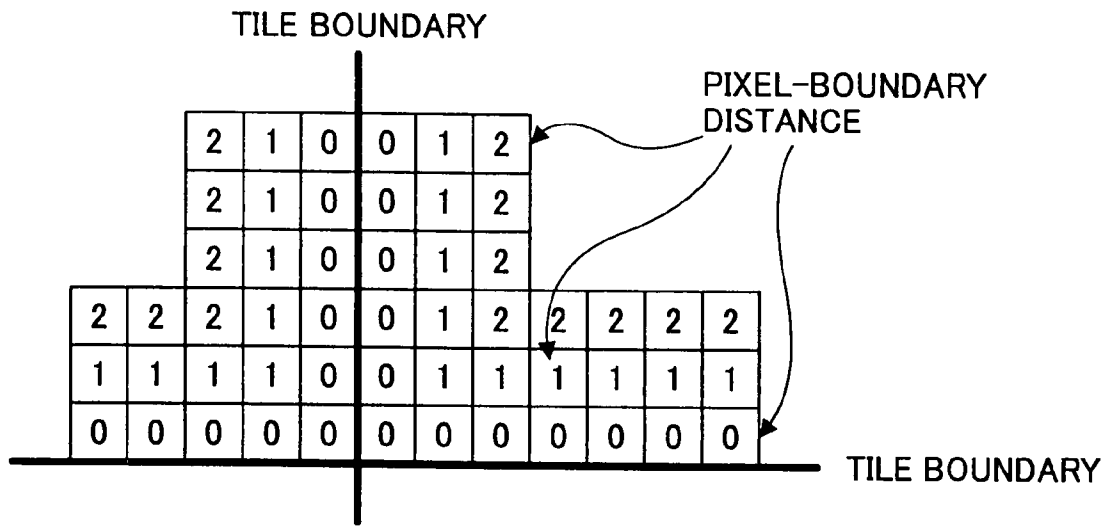 TILE BOUNDARY
PIXEL-BOUNDARY
DISTANCE
2 1 0 0 1 2
2 1 0 0 1 2
2 1 0 0 1 2
2 2 2 1 0 0 1 2 2 2 2 2
1 1 1 1 0 0 1 1 1 1 1 1
0 0 0 0 0 0 0 0 0 0 0 0
TILE BOUNDARY